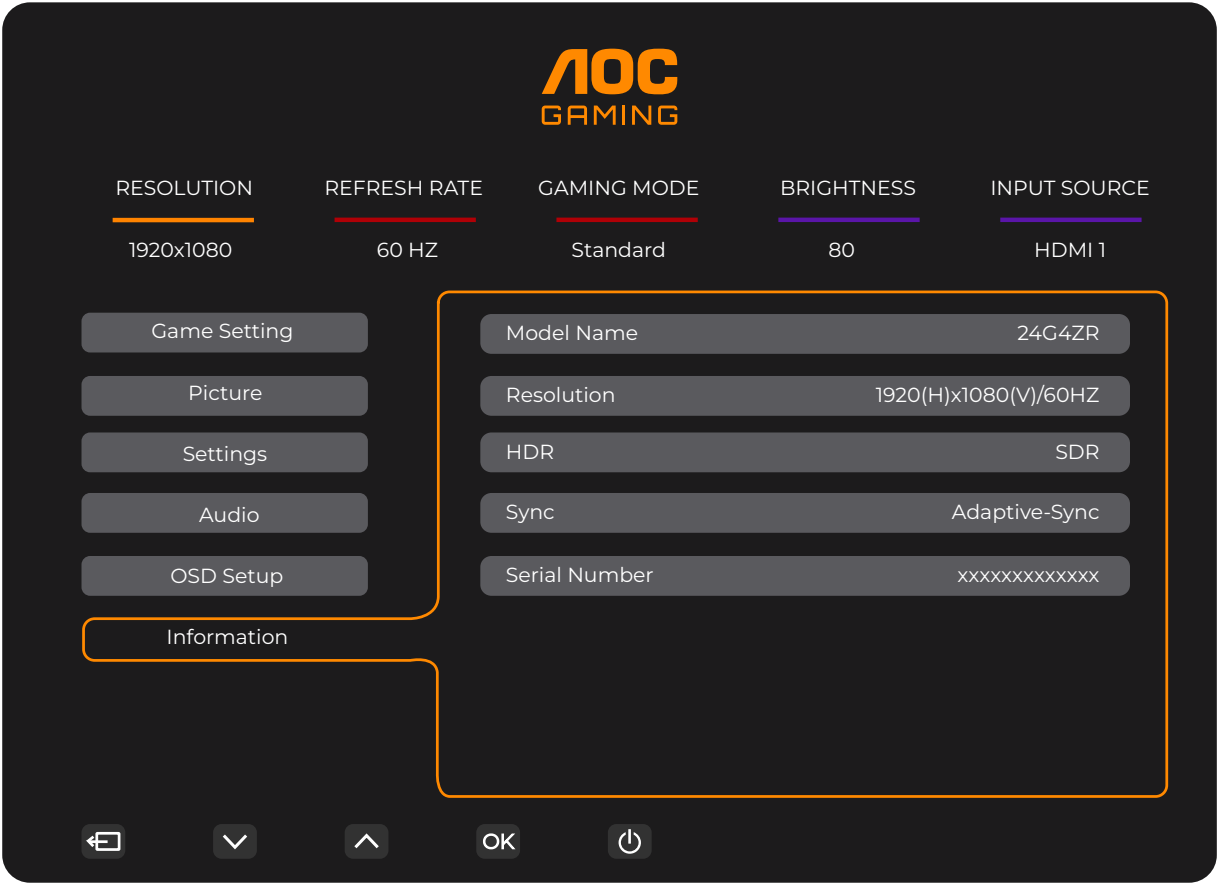 AOC
GAMING
RESOLUTION REFRESH RATE GAMING MODE BRIGHTNESS INPUT SOURCE
1920x1080 60 HZ Standard 80 HDMI 1
Game Setting Model Name 24G4ZR
Picture Resolution 1920(H)x1080(V)/60HZ
Settings HDR SDR
Audio Sync Adaptive-Sync
OSD Setup Serial Number xxxxxxxxxxxxx
Information
OK